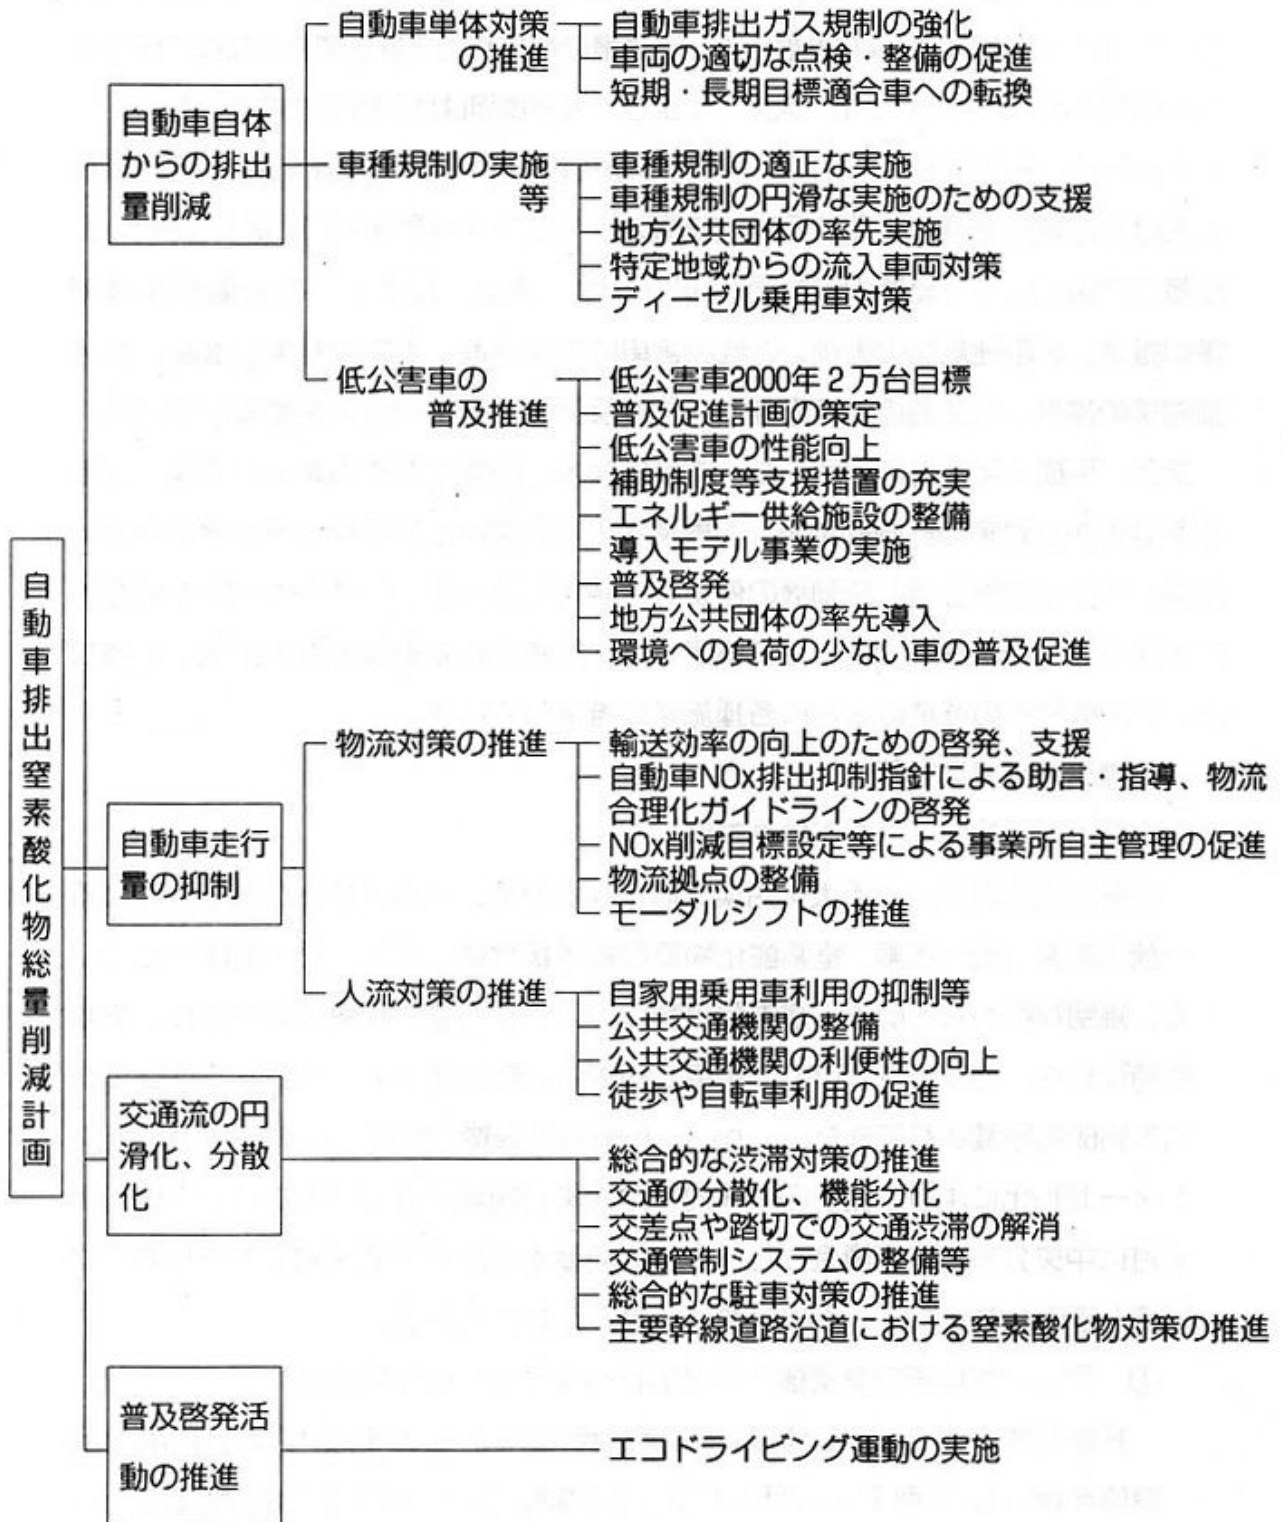 自動車排出窒素酸化物総量削減計画
自動車自体
からの排出
量削減
自動車単体対策
の推進
自動車排出ガス規制の強化
車両の適切な点検・整備の促進
短期・長期目標適合車への転換
車種規制の実施
等
車種規制の適正な実施
車種規制の円滑な実施のための支援
地方公共団体の率先実施
特定地域からの流入車両対策
ディーゼル乗用車対策
低公害車の
普及推進
低公害車2000年2万台目標
普及促進計画の策定
低公害車の性能向上
補助制度等支援措置の充実
エネルギー供給施設の整備
導入モデル事業の実施
普及啓発
地方公共団体の率先導入
環境への負荷の少ない車の普及促進
自動車走行
量の抑制
物流対策の推進
輸送効率の向上のための啓発、支援
自動車NOx排出抑制指針による助言・指導、物流
合理化ガイドラインの啓発
NOx削減目標設定等による事業所自主管理の促進
物流拠点の整備
モーダルシフトの推進
人流対策の推進
自家用乗用車利用の抑制等
公共交通機関の整備
公共交通機関の利便性の向上
徒歩や自転車利用の促進
交通流の円
滑化、分散
化
総合的な渋滞対策の推進
交通の分散化、機能分化
交差点や踏切での交通渋滞の解消
交通管制システムの整備等
総合的な駐車対策の推進
主要幹線道路沿道における窒素酸化物対策の推進
普及啓発活
動の推進
エコドライビング運動の実施